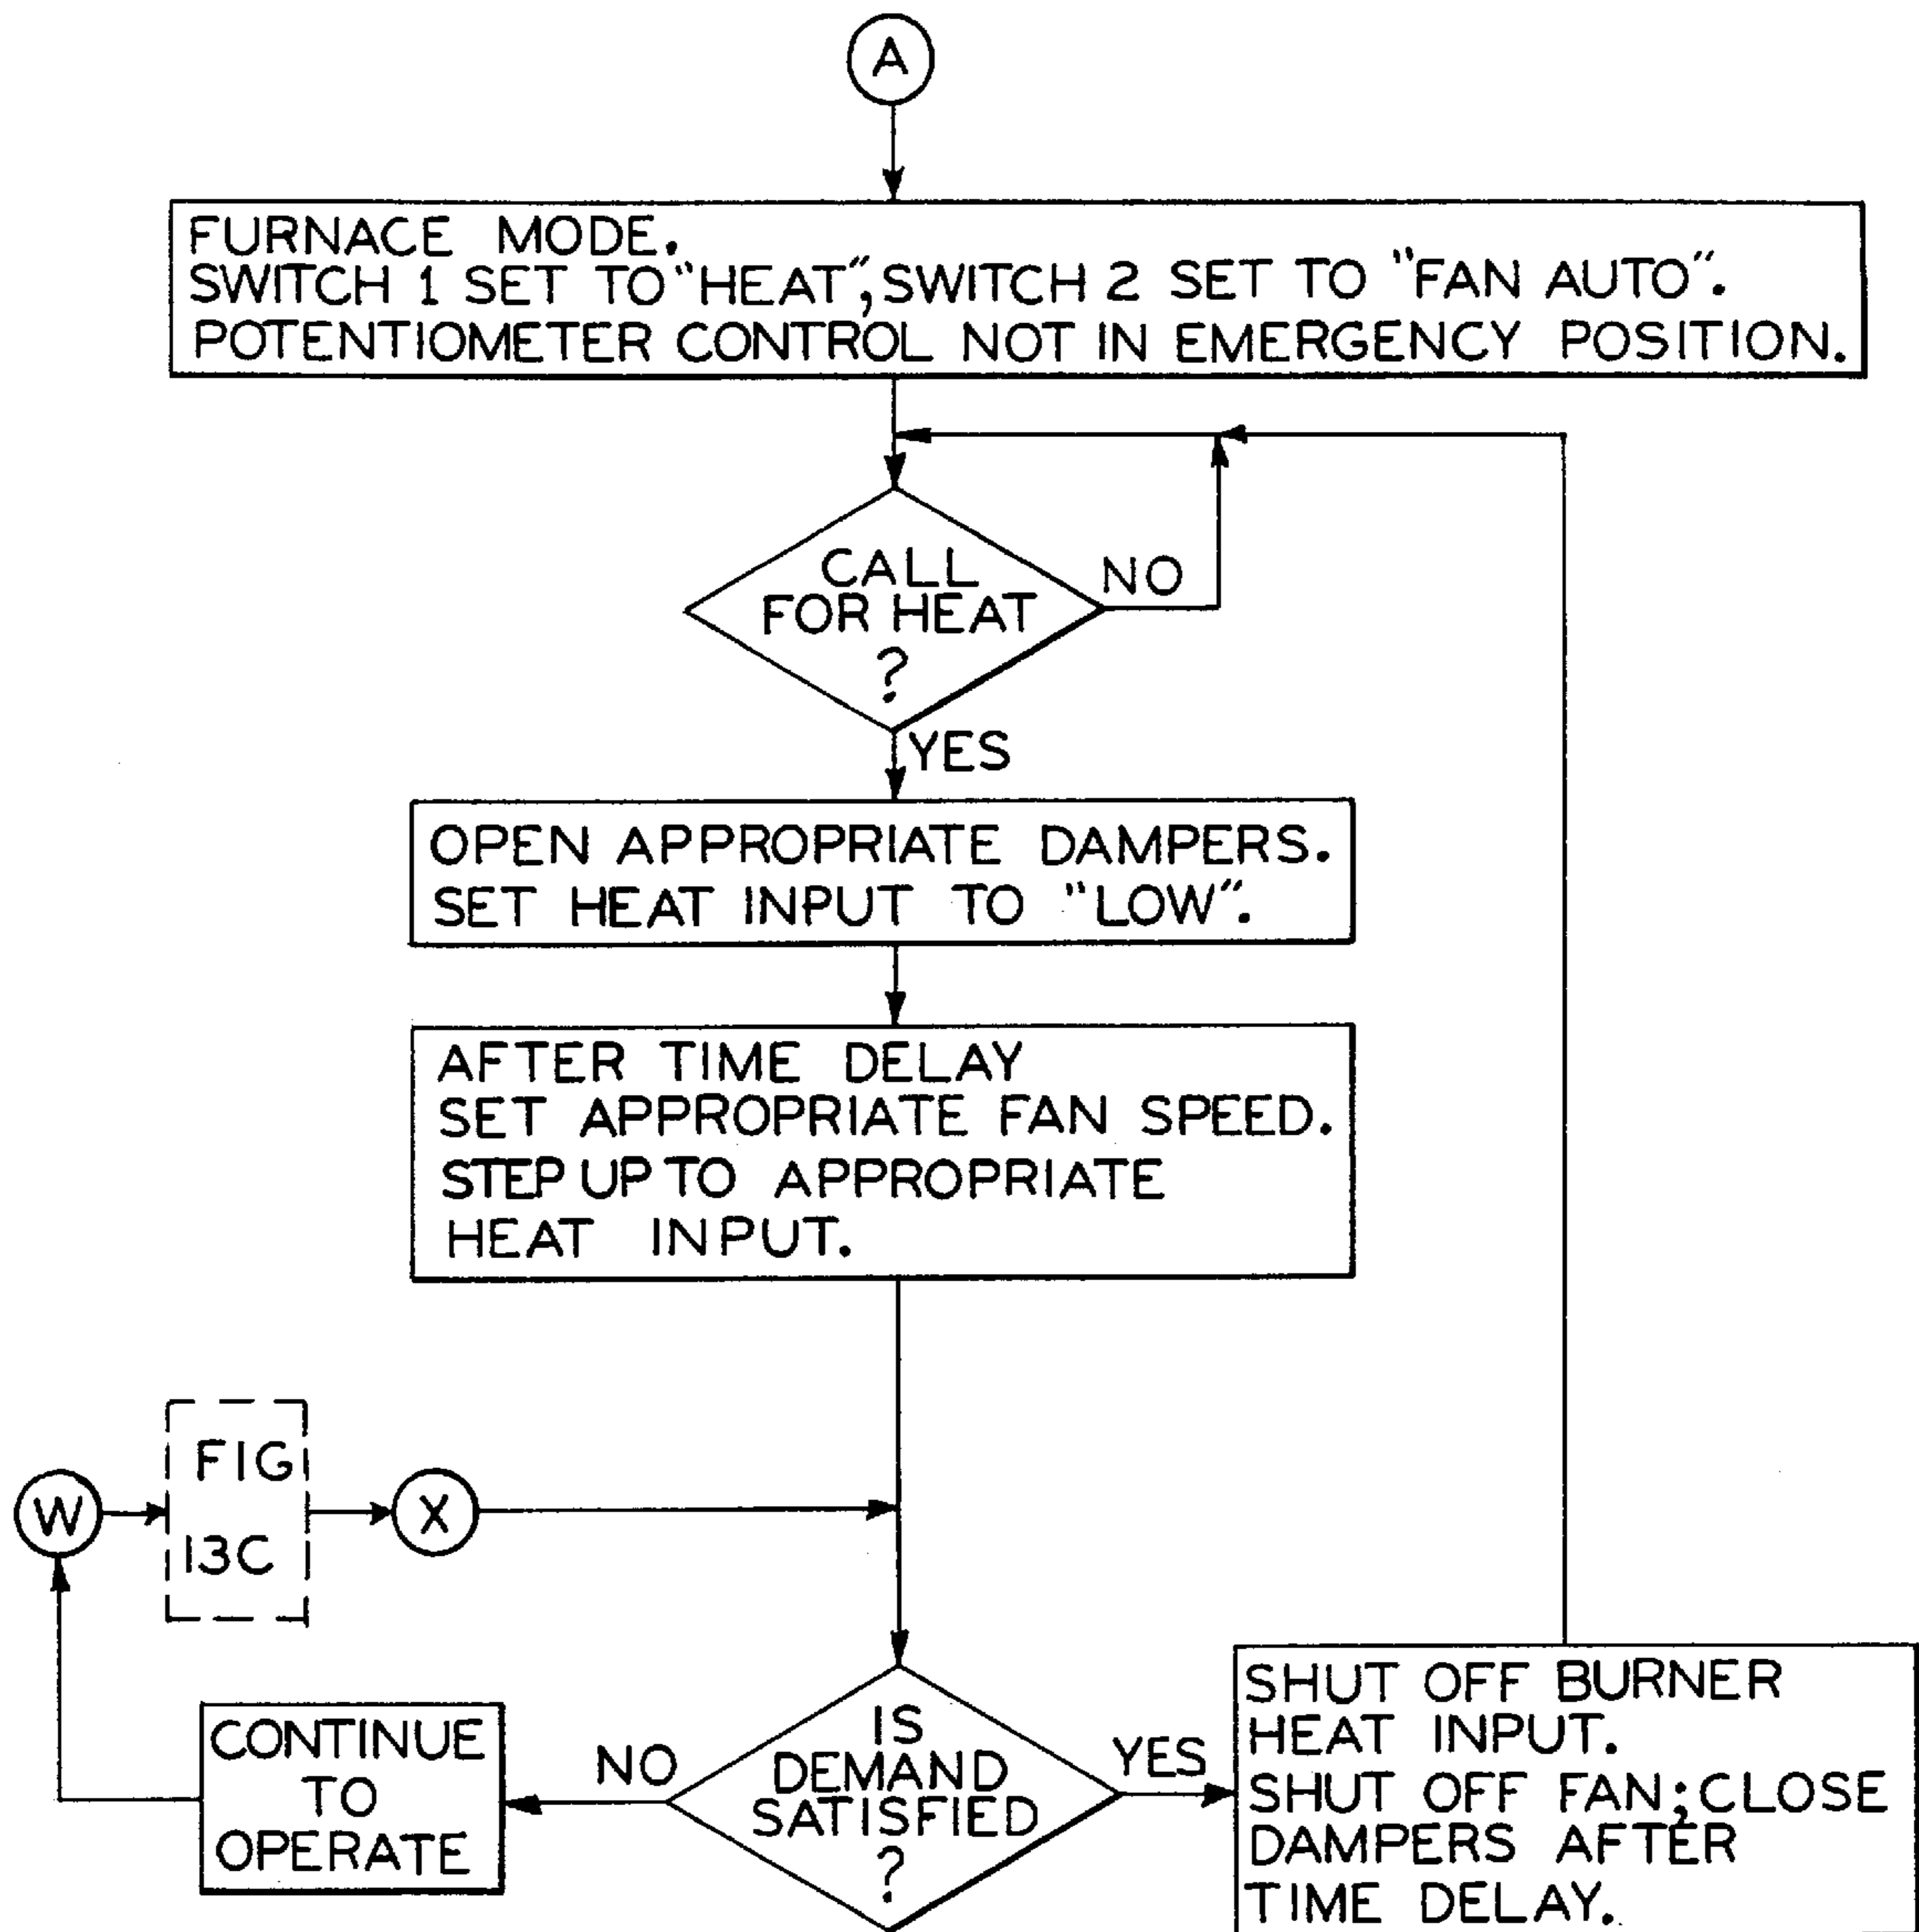 A
FURNACE MODE.
SWITCH 1 SET TO "HEAT", SWITCH 2 SET TO "FAN AUTO".
POTENTIOMETER CONTROL NOT IN EMERGENCY POSITION.
CALL
FOR HEAT
?
NO
YES
OPEN APPROPRIATE DAMPERS.
SET HEAT INPUT TO "LOW".
AFTER TIME DELAY
SET APPROPRIATE FAN SPEED.
STEP UP TO APPROPRIATE
HEAT INPUT.
W
FIG
13C
X
IS
DEMAND
SATISFIED
?
NO
YES
CONTINUE
TO
OPERATE
SHUT OFF BURNER
HEAT INPUT.
SHUT OFF FAN; CLOSE
DAMPERS AFTER
TIME DELAY.